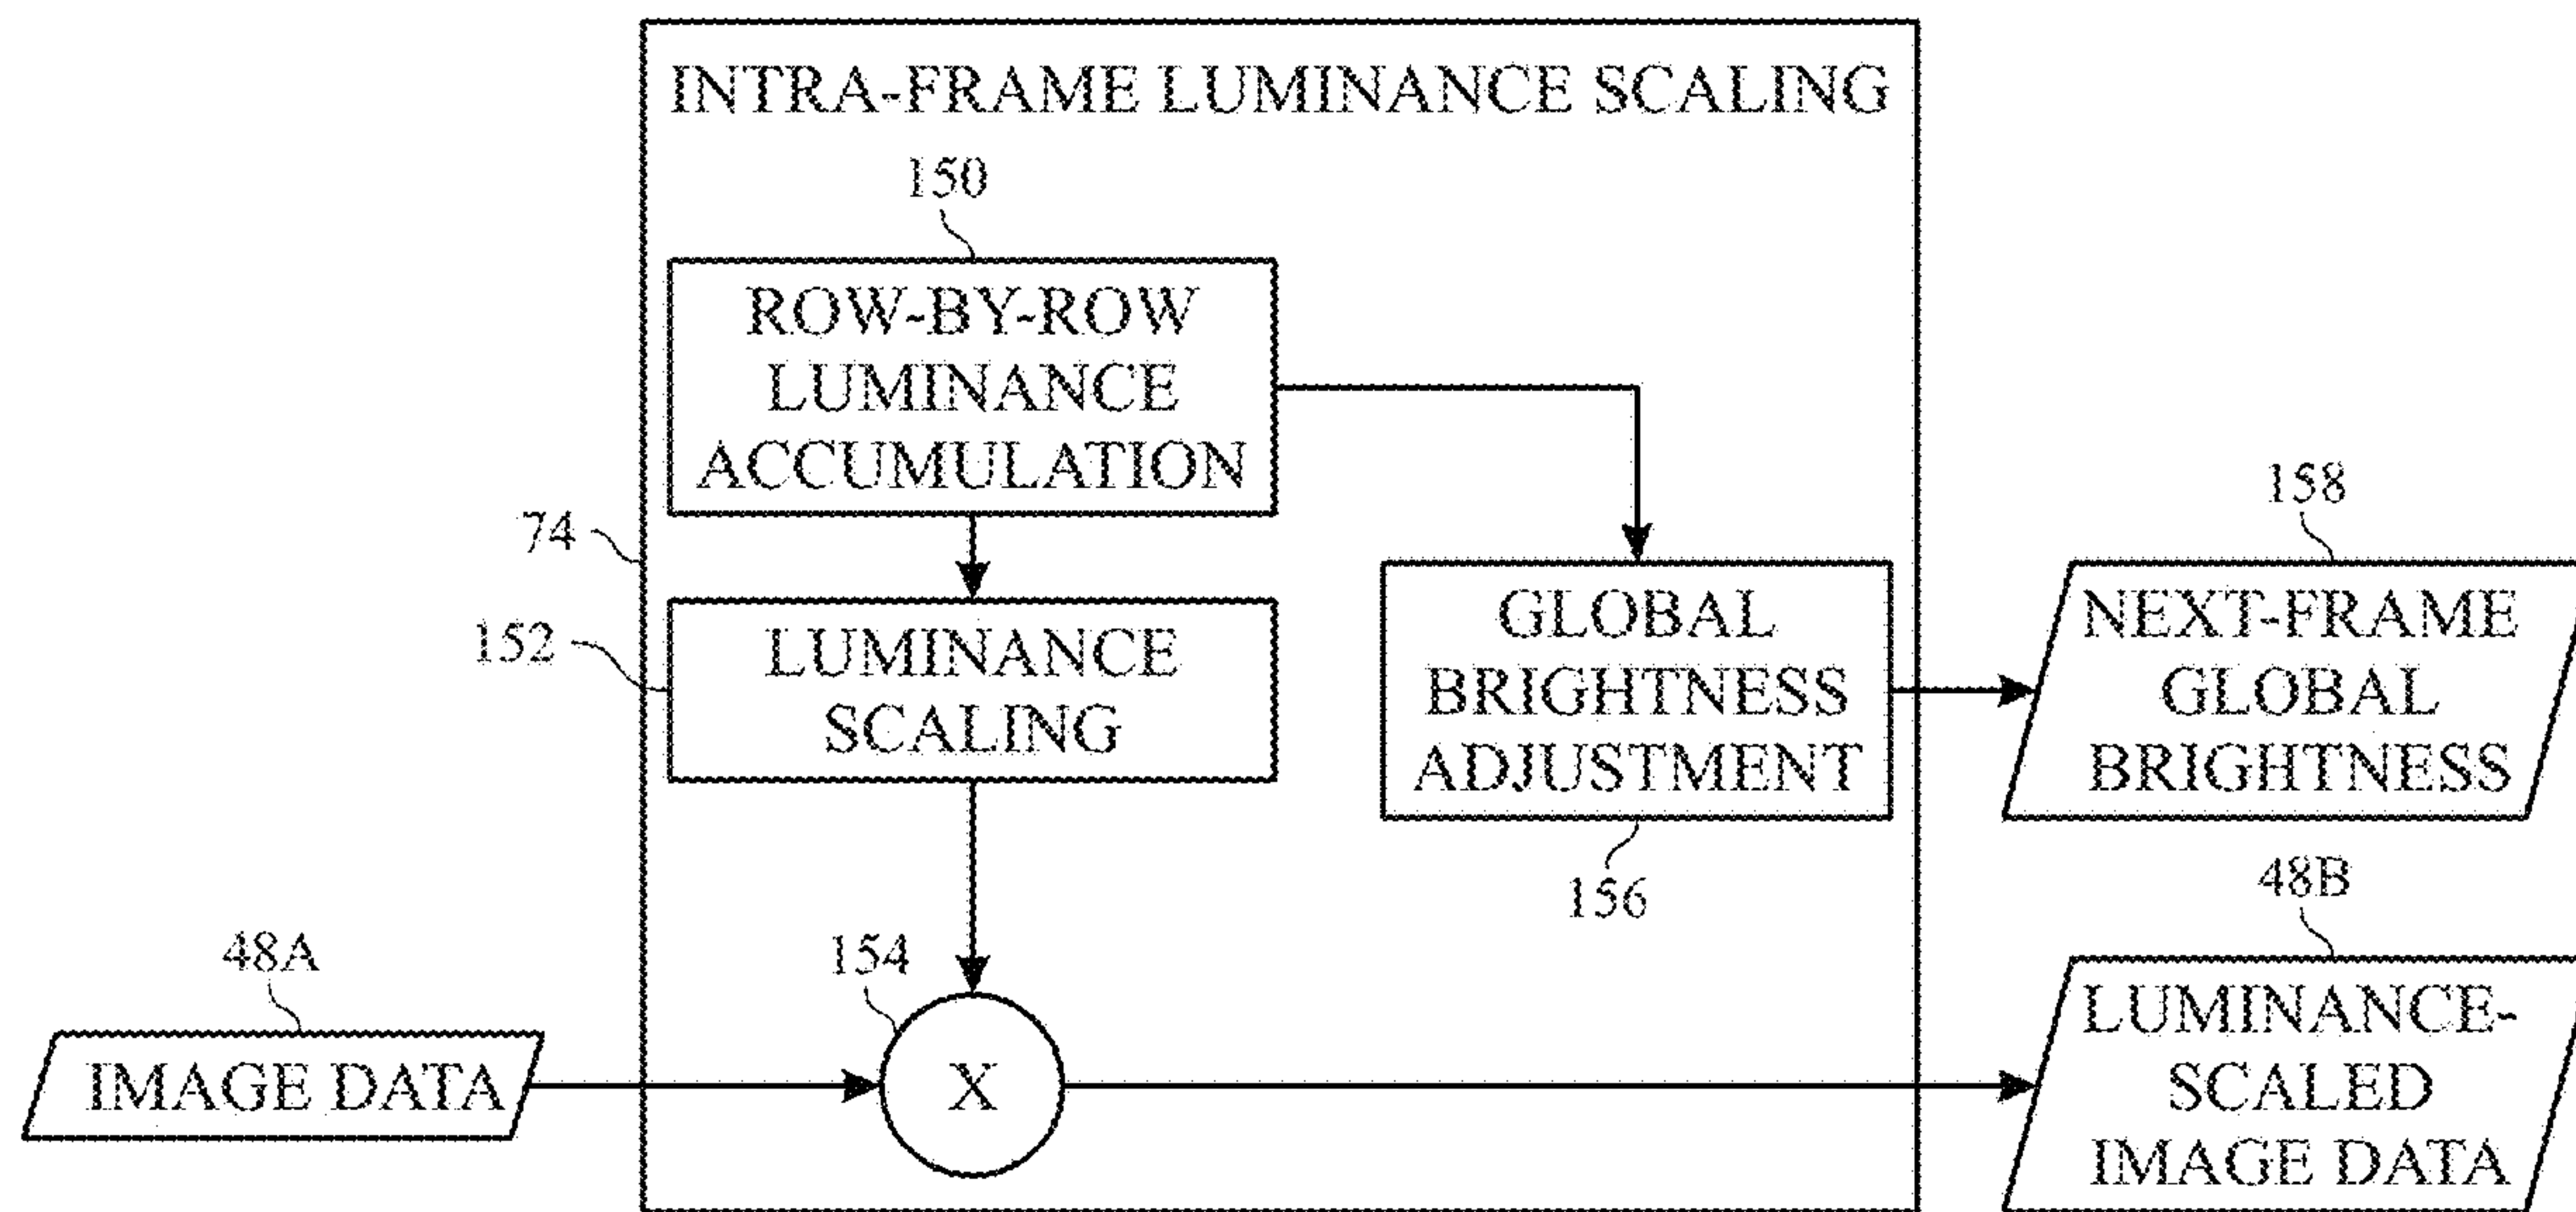 INTRA-FRAME LUMINANCE SCALING
150
ROW-BY-ROW
LUMINANCE
ACCUMULATION
74
152
LUMINANCE
SCALING
GLOBAL
BRIGHTNESS
ADJUSTMENT
156
158
NEXT-FRAME
GLOBAL
BRIGHTNESS
48A
IMAGE DATA
154
X
48B
LUMINANCE-
SCALED
IMAGE DATA